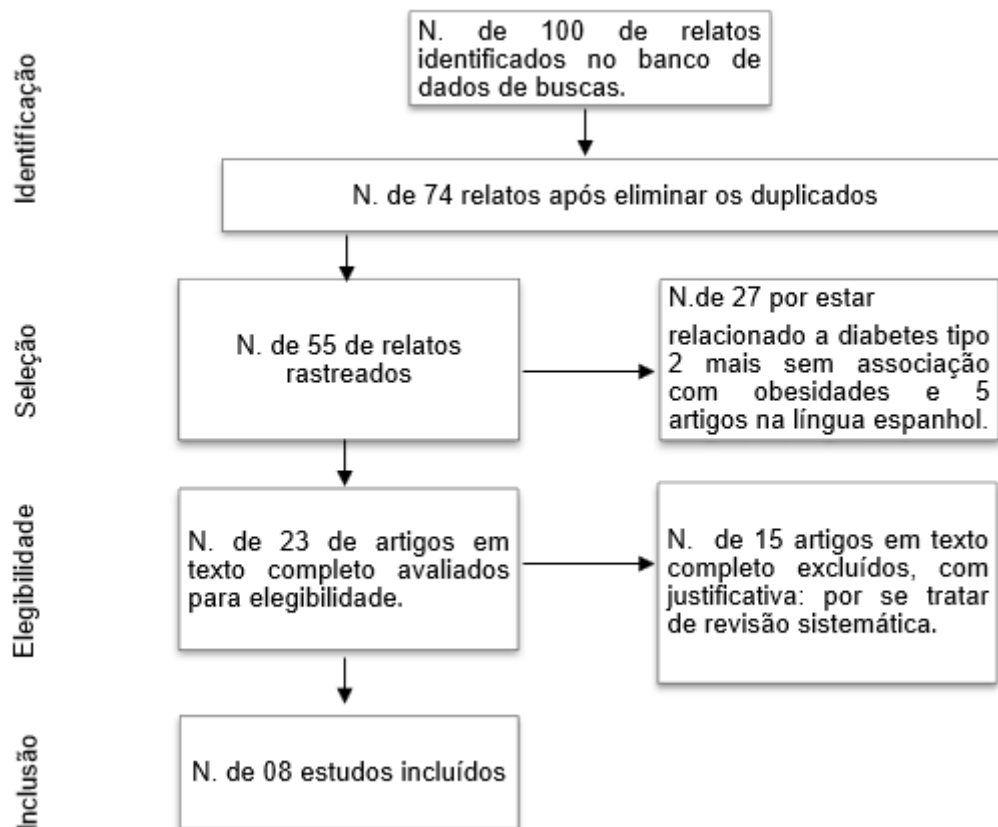 Identificação
N. de 100 de relatos
identificados no banco de
dados de buscas.
N. de 74 relatos após eliminar os duplicados
Seleção
N. de 55 de relatos
rastreados
N.de 27 por estar
relacionado a diabetes tipo
2 mais sem associação
com obesidades e 5
artigos na língua espanhol.
Elegibilidade
N. de 23 de artigos em
texto completo avaliados
para elegibilidade.
N. de 15 artigos em texto
completo excluídos, com
justificativa: por se tratar
de revisão sistemática.
Inclusão
N. de 08 estudos incluídos